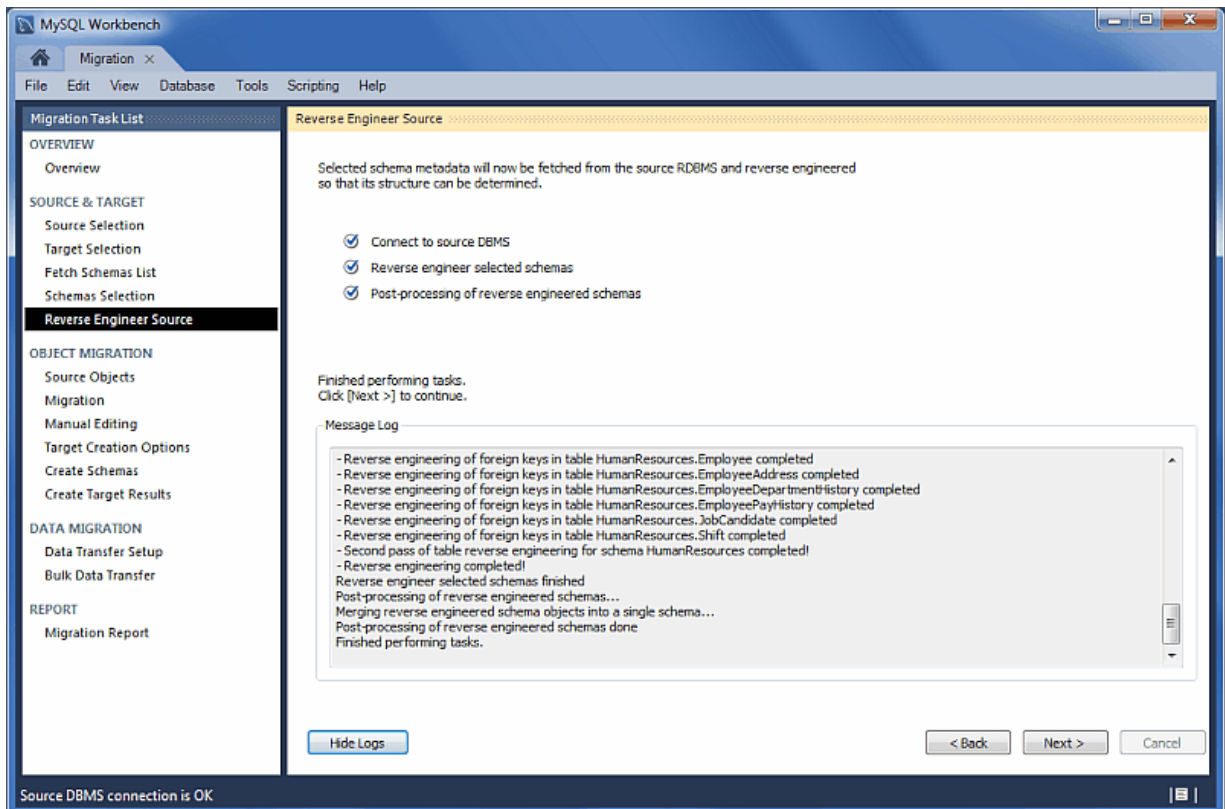 MySQL Workbench
Migration
File Edit View Database Tools Scripting Help
Migration Task List
OVERVIEW
Overview
SOURCE & TARGET
Source Selection
Target Selection
Fetch Schemas List
Schemas Selection
Reverse Engineer Source
OBJECT MIGRATION
Source Objects
Migration
Manual Editing
Target Creation Options
Create Schemas
Create Target Results
DATA MIGRATION
Data Transfer Setup
Bulk Data Transfer
REPORT
Migration Report
Reverse Engineer Source
Selected schema metadata will now be fetched from the source RDBMS and reverse engineered
so that its structure can be determined.
Connect to source DBMS
Reverse engineer selected schemas
Post-processing of reverse engineered schemas
Finished performing tasks.
Click [Next >] to continue.
Message Log
- Reverse engineering of foreign keys in table HumanResources.Employee completed
- Reverse engineering of foreign keys in table HumanResources.EmployeeAddress completed
- Reverse engineering of foreign keys in table HumanResources.EmployeeDepartmentHistory completed
- Reverse engineering of foreign keys in table HumanResources.EmployeePayHistory completed
- Reverse engineering of foreign keys in table HumanResources.JobCandidate completed
- Reverse engineering of foreign keys in table HumanResources.Shift completed
- Second pass of table reverse engineering for schema HumanResources completed!
- Reverse engineering completed!
Reverse engineer selected schemas finished
Post-processing of reverse engineered schemas...
Merging reverse engineered schema objects into a single schema...
Post-processing of reverse engineered schemas done
Finished performing tasks.
Hide Logs
< Back
Next >
Cancel
Source DBMS connection is OK